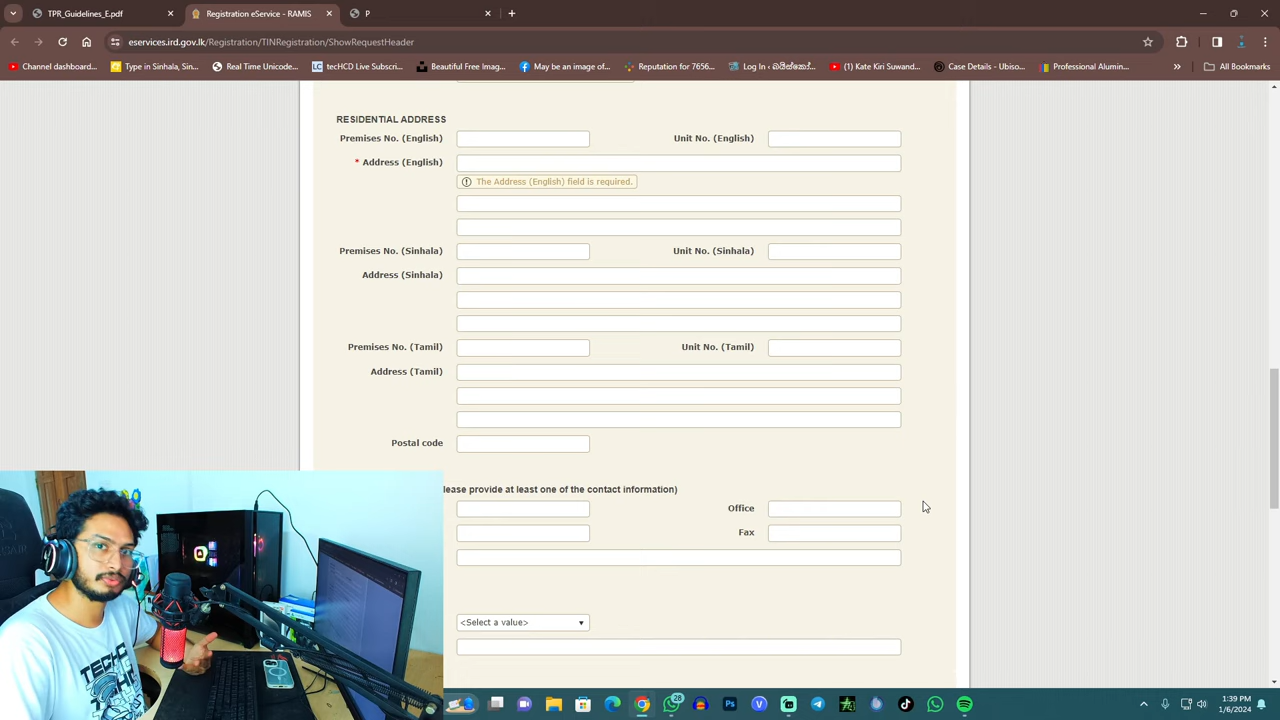 TPR_Guidelines_E.pdf
Registration eService - RAMIS
P
eservices.ird.gov.lk/Registration/TINRegistration/ShowRequestHeader
Channel dashboard...
Type in Sinhala, Sin...
Real Time Unicode...
LC
tecHCD Live Subscri...
Beautiful Free Imag...
May be an image of...
Reputation for 7659...
(1) Kate Kiri Suwand...
Case Details - Ubiso...
Professional Alumin...
All Bookmarks
RESIDENTIAL ADDRESS
Premises No. (English)
Unit No. (English)
* Address (English)
The Address (English) field is required.
Premises No. (Sinhala)
Unit No. (Sinhala)
Address (Sinhala)
Premises No. (Tamil)
Unit No. (Tamil)
Address (Tamil)
Postal code
lease provide at least one of the contact information)
Office
Fax
<Select a value>
1:39 PM
1/6/2024